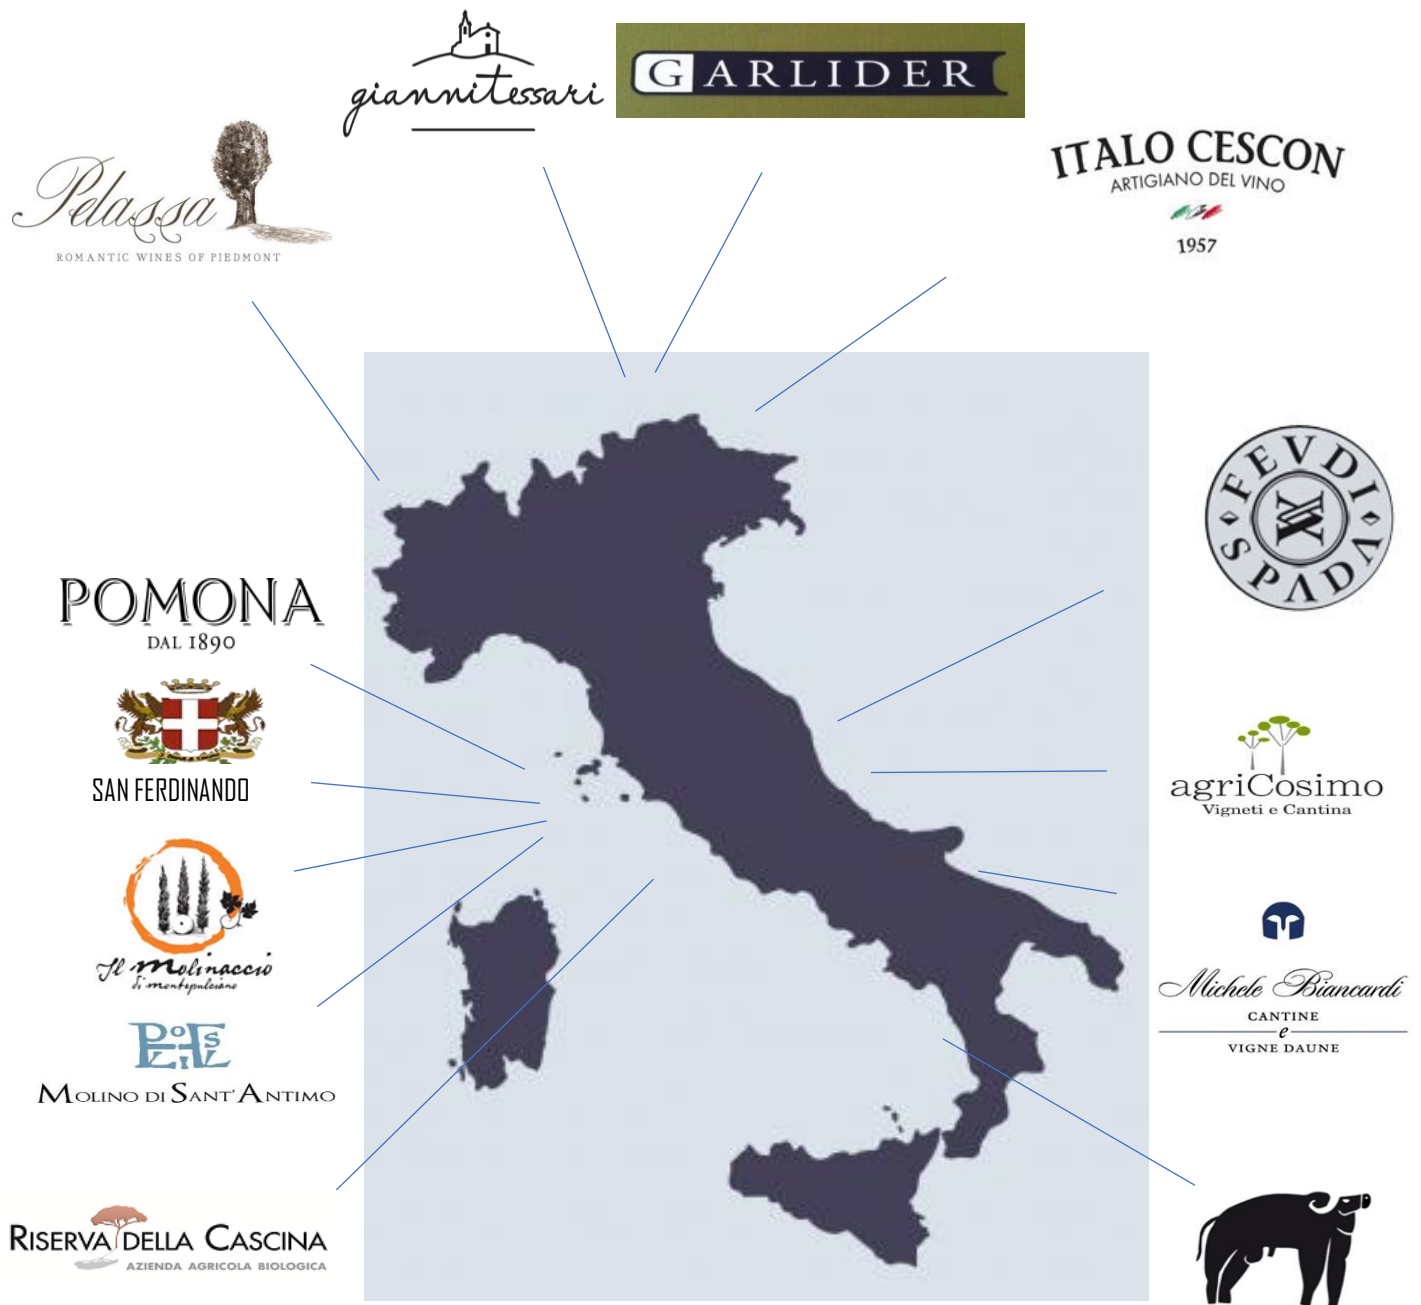 giannitessari
GARLIDER
Pelassa
ROMANTIC WINES OF PIEDMONT
ITALO CESCON
ARTIGIANO DEL VINO
1957
FEVDI SPADA
POMONA
DAL 1890
SAN FERDINANDO
agriCosimo
Vigneti e Cantina
Il Molinaccio
di montepulciano
Michele Biancardi
CANTINE
e
VIGNE DAUNE
MOLINO DI SANT'ANTIMO
RISERVA DELLA CASCINA
AZIENDA AGRICOLA BIOLOGICA